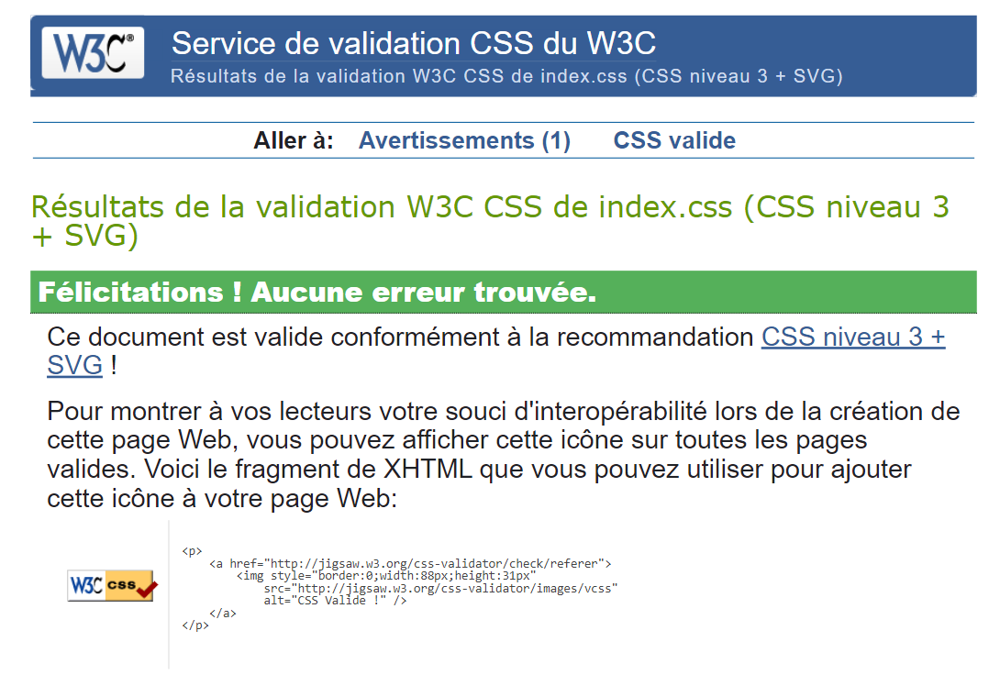 W3C®
Service de validation CSS du W3C
Résultats de la validation W3C CSS de index.css (CSS niveau 3 + SVG)
Aller à: Avertissements (1) CSS valide
Résultats de la validation W3C CSS de index.css (CSS niveau 3
+ SVG)
Félicitations ! Aucune erreur trouvée.
Ce document est valide conformément à la recommandation CSS niveau 3 +
SVG !
Pour montrer à vos lecteurs votre souci d'interopérabilité lors de la création de
cette page Web, vous pouvez afficher cette icône sur toutes les pages
valides. Voici le fragment de XHTML que vous pouvez utiliser pour ajouter
cette icône à votre page Web:
W3C css
<p>
<a href="http://jigsaw.w3.org/css-validator/check/referer">
<img style="border:0;width:88px;height:31px"
src="http://jigsaw.w3.org/css-validator/images/vcss"
alt="CSS Valide !" />
</a>
</p>